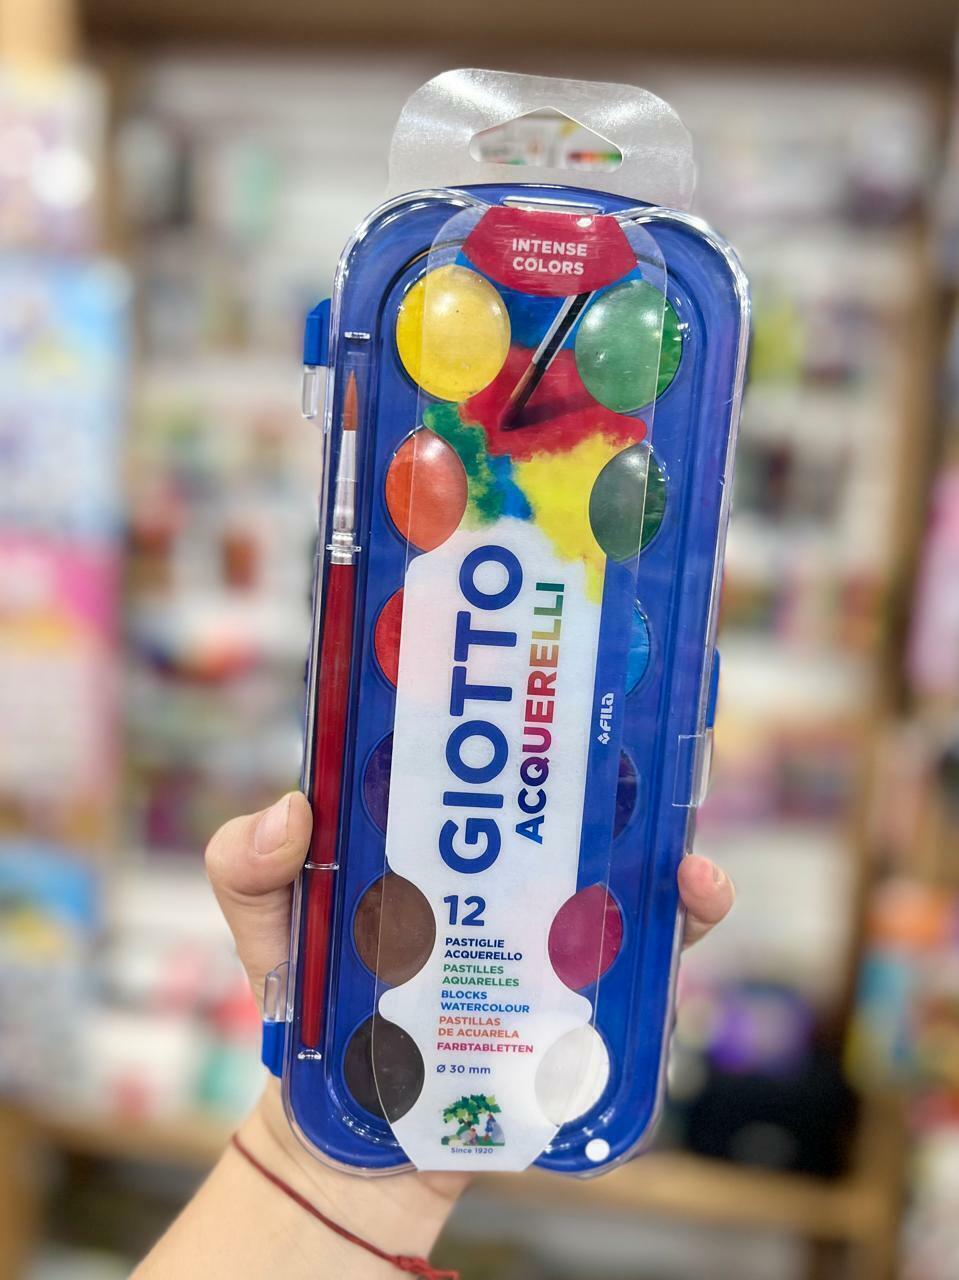 INTENSE
COLORS
GIOTTO
ACQUERELLI
FILA
12
PASTIGLIE
ACQUERELLO
PASTILLES
AQUARELLES
BLOCKS
WATERCOLOUR
PASTILLAS
DE ACUARELA
FARBTABLETTEN
Ø 30 mm
Since 1920